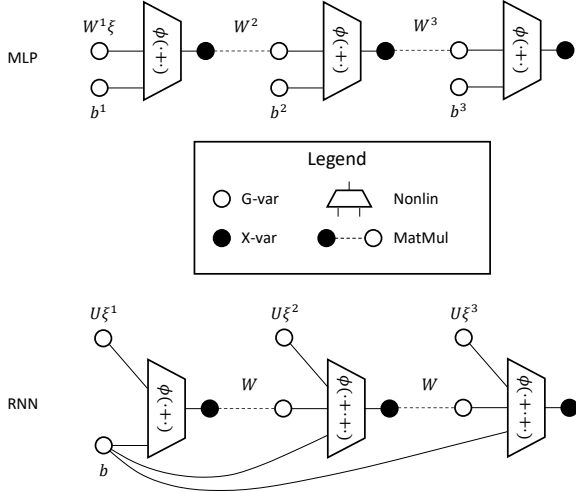 W¹ξ W² W³
MLP ϕ(·+·) ϕ(·+·) ϕ(·+·)
b¹ b² b³
Legend
G-var Nonlin
X-var MatMul
Uξ¹ Uξ² Uξ³
W W
RNN ϕ(·+·) ϕ(·+·+·) ϕ(·+·+·)
b